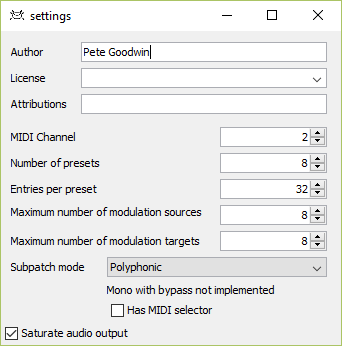 settings
Author Pete Goodwin
License
Attributions
MIDI Channel 2
Number of presets 8
Entries per preset 32
Maximum number of modulation sources 8
Maximum number of modulation targets 8
Subpatch mode Polyphonic
Mono with bypass not implemented
Has MIDI selector
Saturate audio output